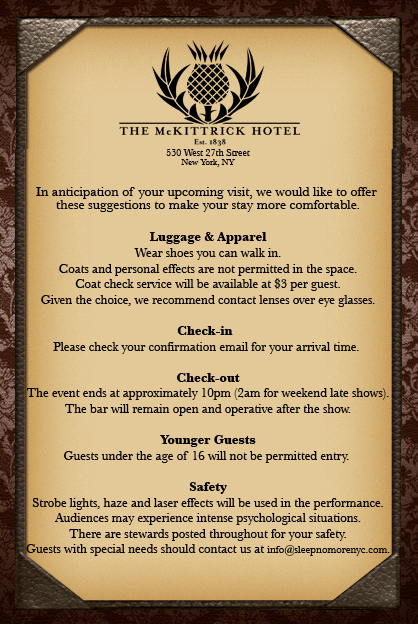 THE McKITTRICK HOTEL
Est. 1838
530 West 27th Street
New York, NY
In anticipation of your upcoming visit, we would like to offer
these suggestions to make your stay more comfortable.
Luggage & Apparel
Wear shoes you can walk in.
Coats and personal effects are not permitted in the space.
Coat check service will be available at $3 per guest.
Given the choice, we recommend contact lenses over eye glasses.
Check-in
Please check your confirmation email for your arrival time.
Check-out
The event ends at approximately 10pm (2am for weekend late shows).
The bar will remain open and operative after the show.
Younger Guests
Guests under the age of 16 will not be permitted entry.
Safety
Strobe lights, haze and laser effects will be used in the performance.
Audiences may experience intense psychological situations.
There are stewards posted throughout for your safety.
Guests with special needs should contact us at info@sleepnomorenyc.com.